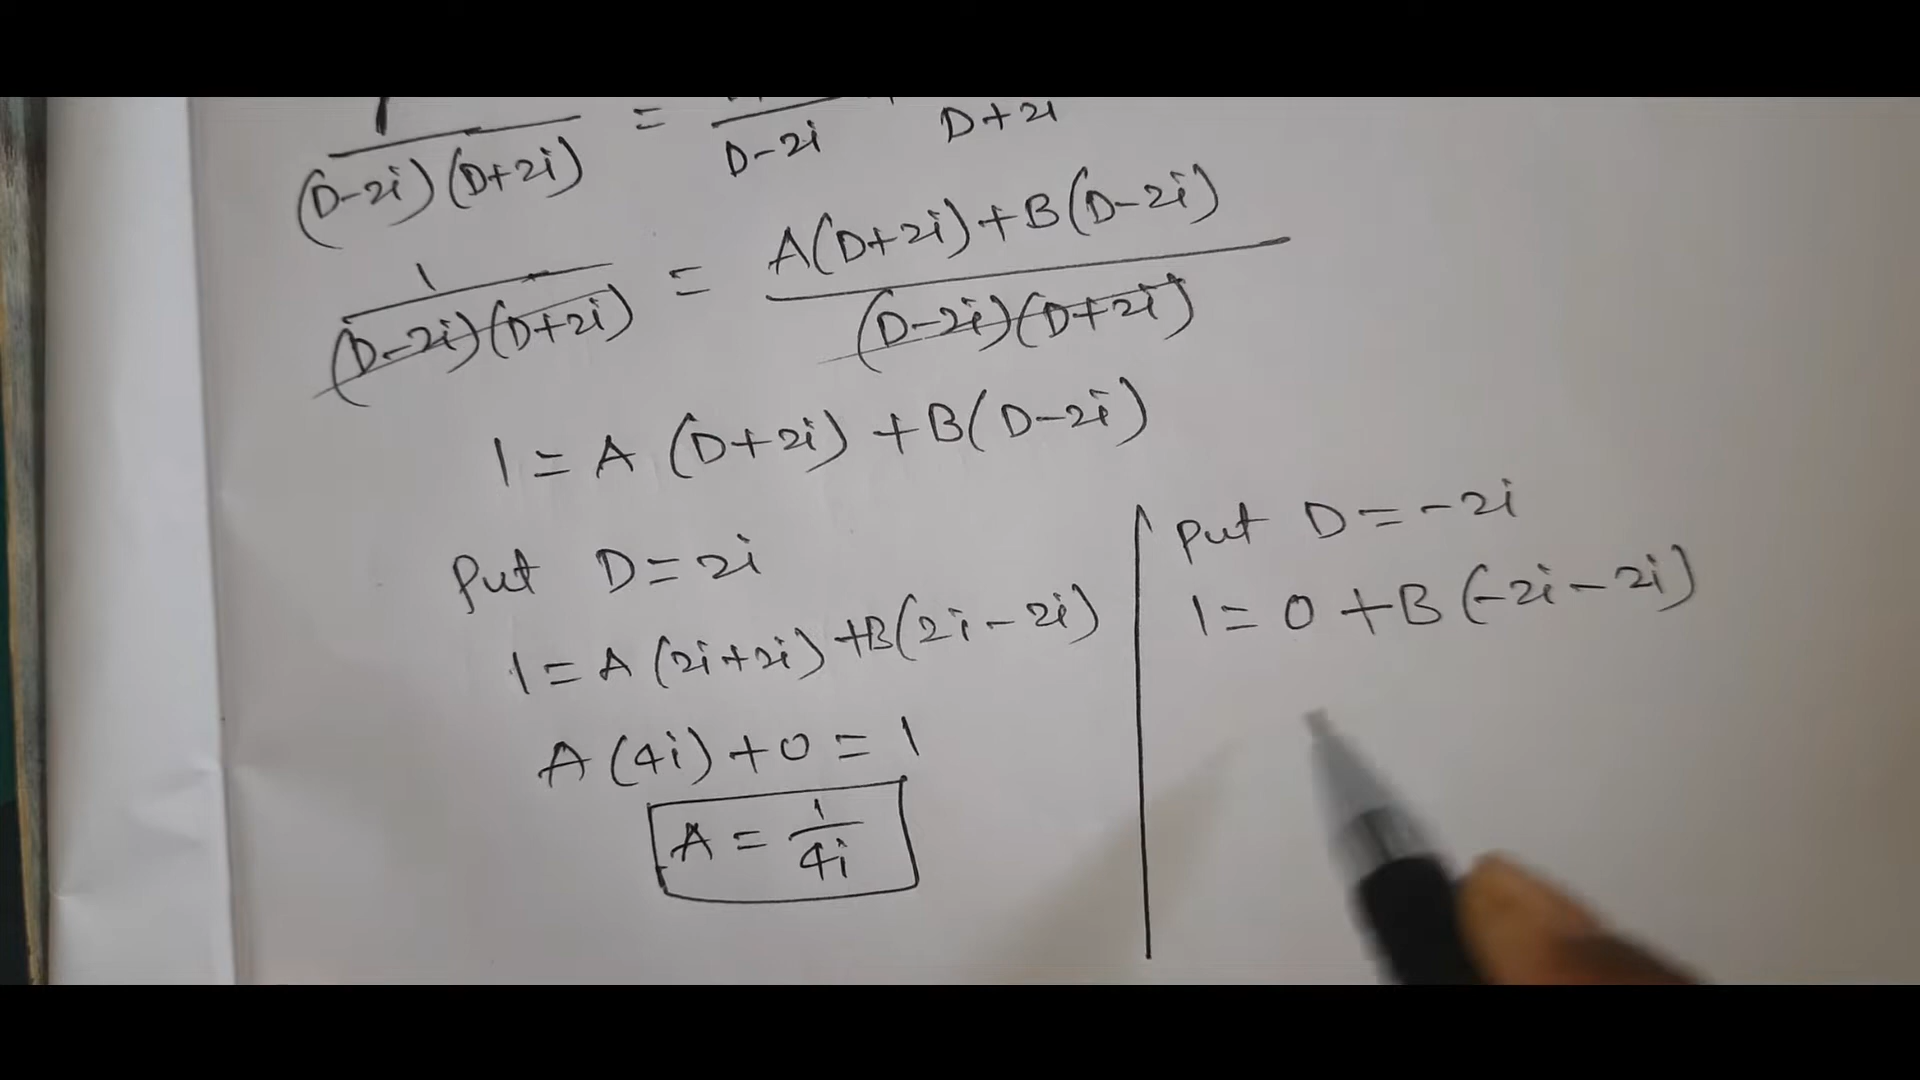 (D-2i)(D+2i) = D-2i D+2i
1/(D-2i)(D+2i) = A(D+2i)+B(D-2i)/(D-2i)(D+2i)
1 = A (D+2i) + B(D-2i)
Put D=2i
1 = A (2i+2i) + B(2i-2i)
A (4i) + 0 = 1
A = 1/4i
Put D = -2i
1 = 0 + B (-2i-2i)